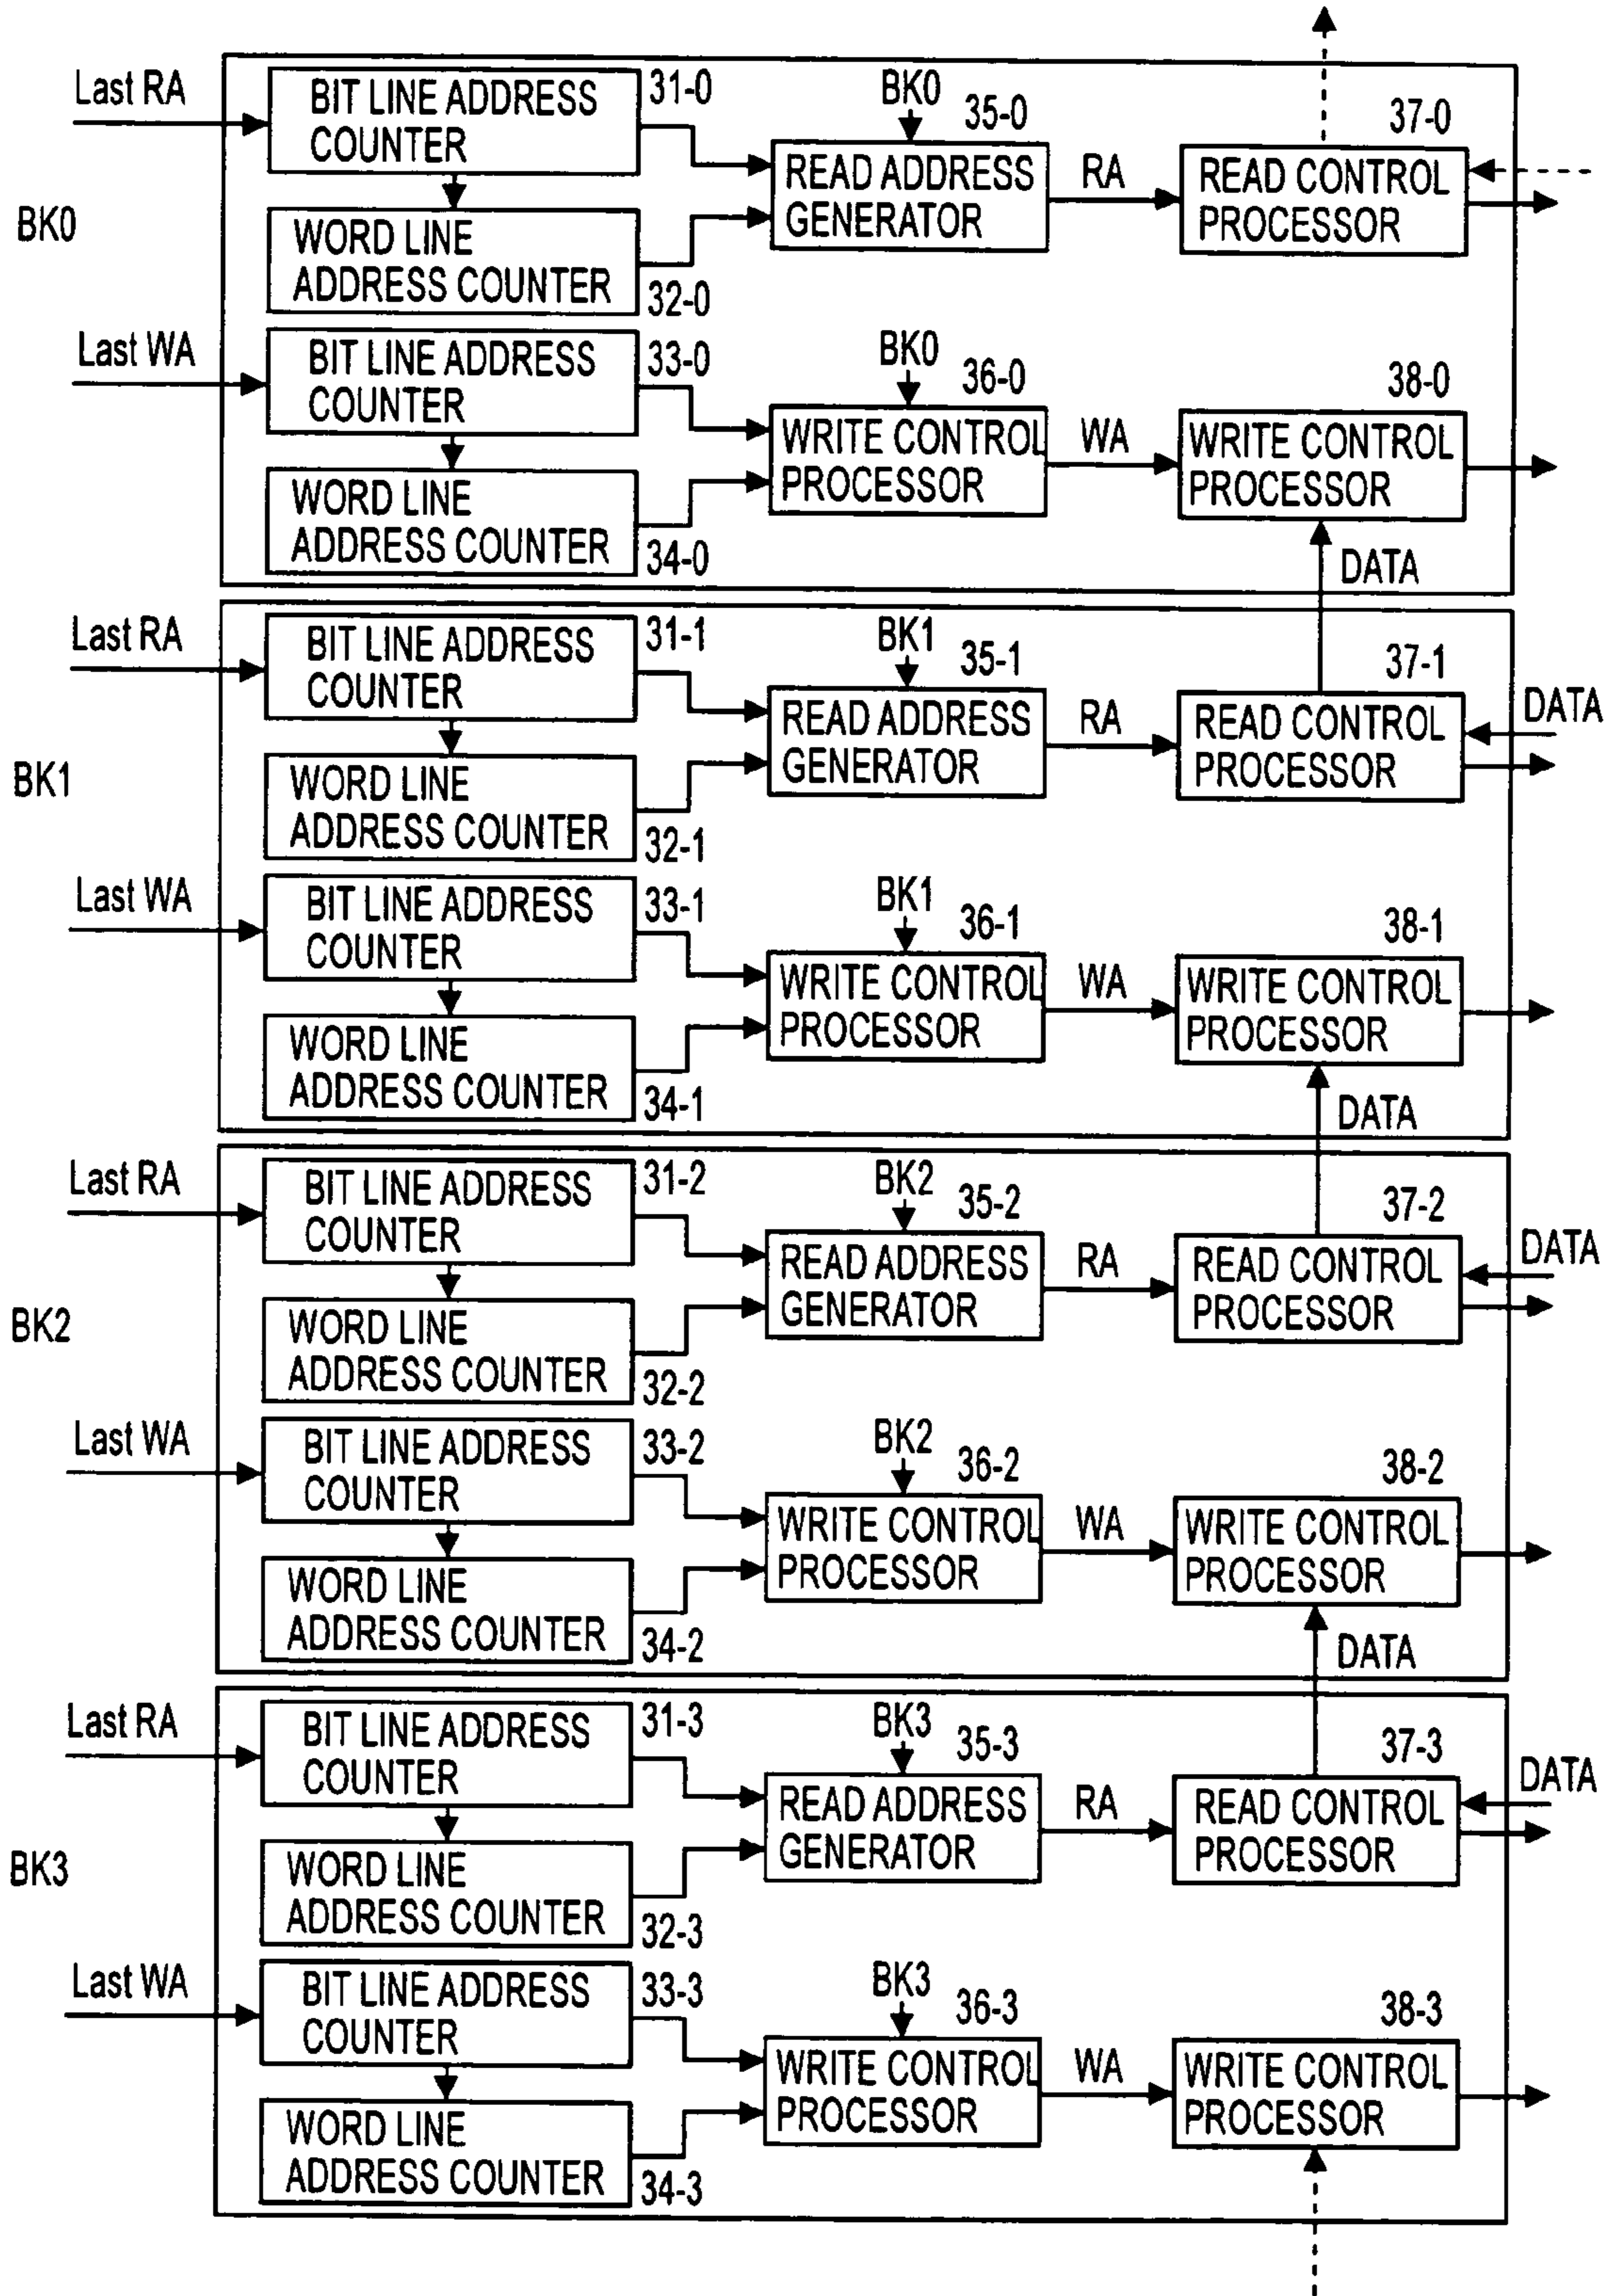 Last RA
BIT LINE ADDRESS
COUNTER
31-0
BK0
35-0
37-0
READ ADDRESS
GENERATOR
RA
READ CONTROL
PROCESSOR
BK0
WORD LINE
ADDRESS COUNTER
32-0
Last WA
BIT LINE ADDRESS
COUNTER
33-0
BK0
36-0
38-0
WRITE CONTROL
PROCESSOR
WA
WRITE CONTROL
PROCESSOR
WORD LINE
ADDRESS COUNTER
34-0
DATA
Last RA
BIT LINE ADDRESS
COUNTER
31-1
BK1
35-1
37-1
READ ADDRESS
GENERATOR
RA
READ CONTROL
PROCESSOR
DATA
BK1
WORD LINE
ADDRESS COUNTER
32-1
Last WA
BIT LINE ADDRESS
COUNTER
33-1
BK1
36-1
38-1
WRITE CONTROL
PROCESSOR
WA
WRITE CONTROL
PROCESSOR
WORD LINE
ADDRESS COUNTER
34-1
DATA
Last RA
BIT LINE ADDRESS
COUNTER
31-2
BK2
35-2
37-2
READ ADDRESS
GENERATOR
RA
READ CONTROL
PROCESSOR
DATA
BK2
WORD LINE
ADDRESS COUNTER
32-2
Last WA
BIT LINE ADDRESS
COUNTER
33-2
BK2
36-2
38-2
WRITE CONTROL
PROCESSOR
WA
WRITE CONTROL
PROCESSOR
WORD LINE
ADDRESS COUNTER
34-2
DATA
Last RA
BIT LINE ADDRESS
COUNTER
31-3
BK3
35-3
37-3
READ ADDRESS
GENERATOR
RA
READ CONTROL
PROCESSOR
DATA
BK3
WORD LINE
ADDRESS COUNTER
32-3
Last WA
BIT LINE ADDRESS
COUNTER
33-3
BK3
36-3
38-3
WRITE CONTROL
PROCESSOR
WA
WRITE CONTROL
PROCESSOR
WORD LINE
ADDRESS COUNTER
34-3